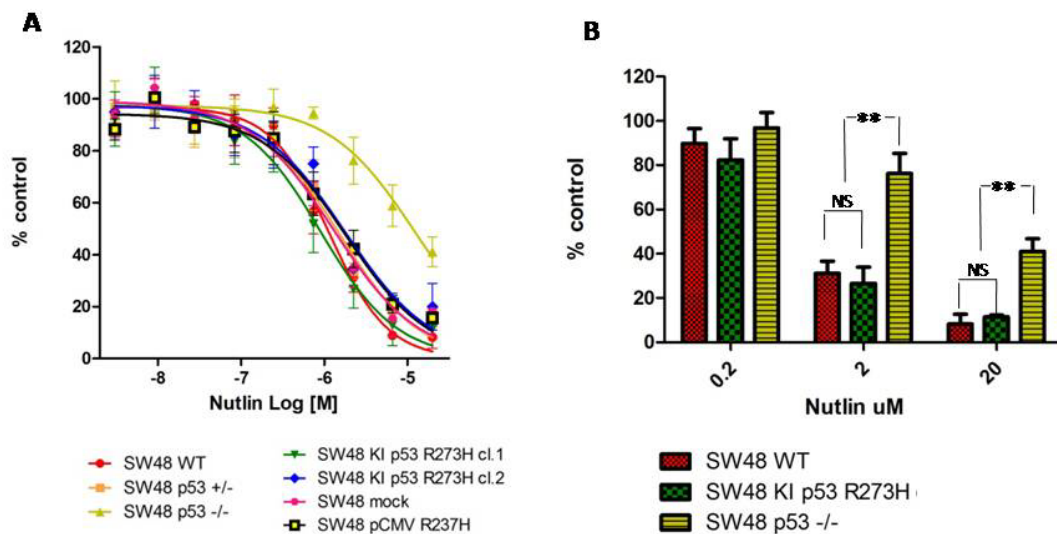 A
120
100
80
60
40
20
0
% control
-8 -7 -6 -5
Nutlin Log [M]
SW48 WT
SW48 p53 +/-
SW48 p53 -/-
SW48 KI p53 R273H cl.1
SW48 KI p53 R273H cl.2
SW48 mock
SW48 pCMV R237H
B
120
100
80
60
40
20
0
% control
**
NS
**
NS
0.2 2 20
Nutlin uM
SW48 WT
SW48 KI p53 R273H
SW48 p53 -/-